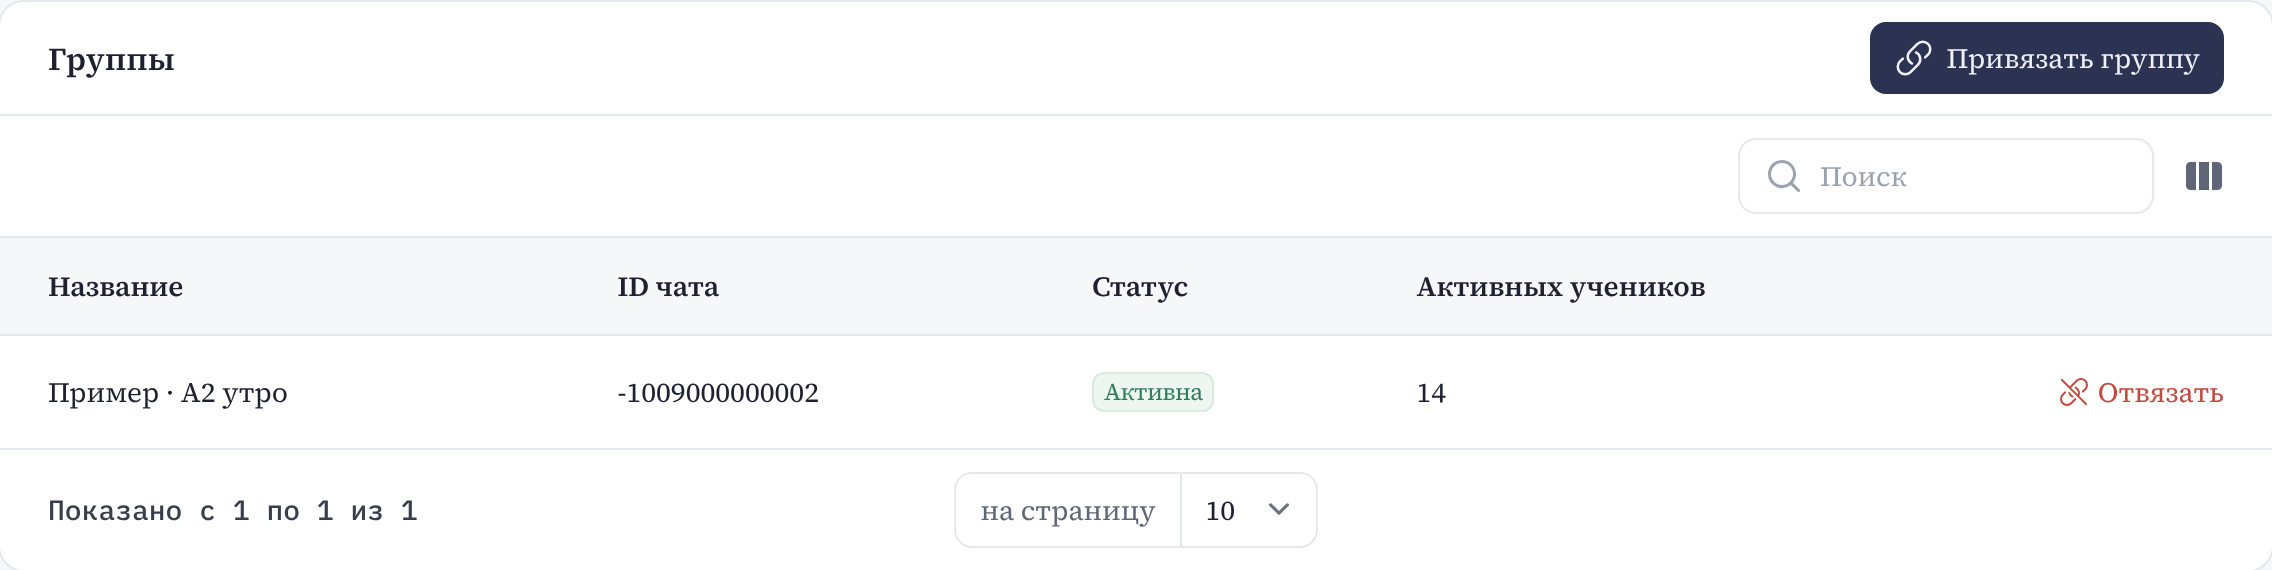 Группы
Привязать группу
Поиск
Название ID чата Статус Активных учеников
Пример · A2 утро -1009000000002 Активна 14 Отвязать
Показано с 1 по 1 из 1 на страницу 10